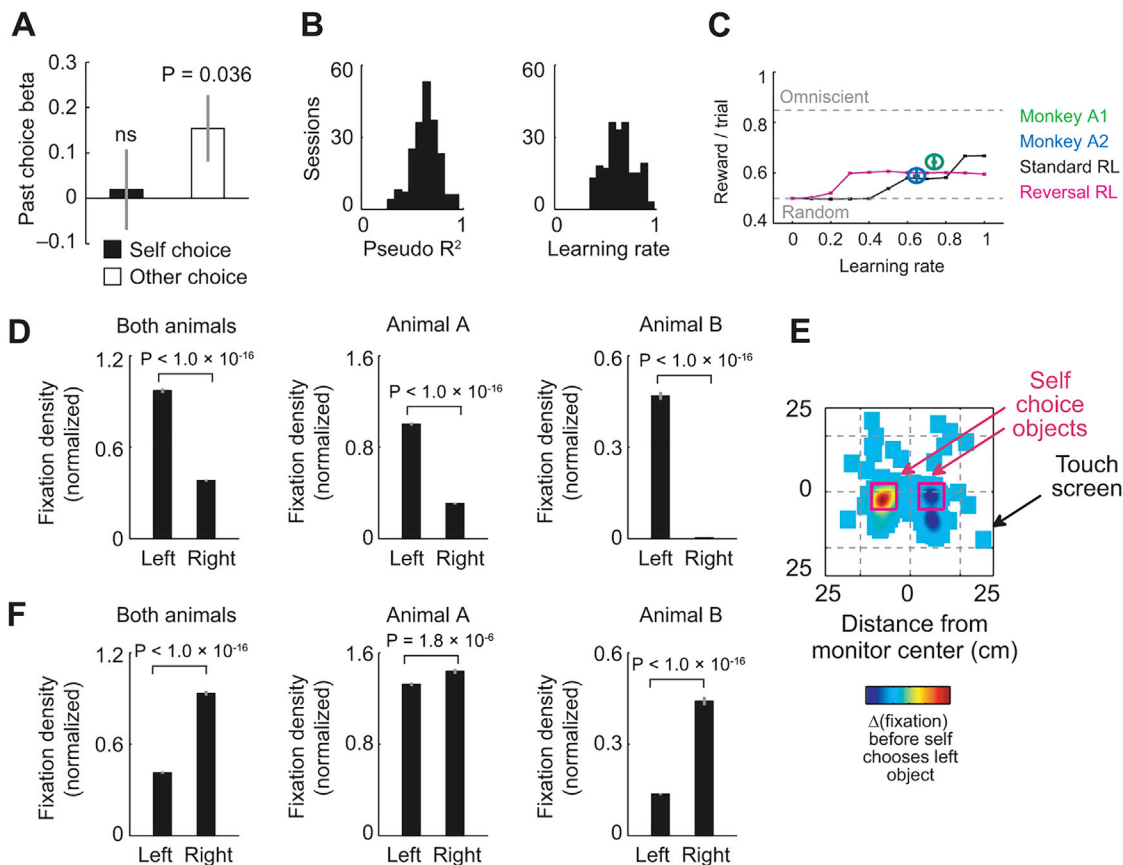 A
Past choice beta
0.3
0.2
0.1
0
–0.1
ns
P = 0.036
Self choice
Other choice
B
Sessions
60
30
0
0
1
Pseudo R2
60
30
0
0
1
Learning rate
C
Reward / trial
1
0.8
0.6
0.4
Omniscient
Random
0 0.2 0.4 0.6 0.8 1
Learning rate
Monkey A1
Monkey A2
Standard RL
Reversal RL
D
Both animals
P < 1.0 × 10-16
Fixation density
(normalized)
1.2
0.6
0
Left Right
Animal A
P < 1.0 × 10-16
Fixation density
(normalized)
1.6
1.0
0
Left Right
Animal B
P < 1.0 × 10-16
Fixation density
(normalized)
0.6
0.3
0
Left Right
E
Self
choice
objects
Touch
screen
25
0
25
25 0 25
Distance from
monitor center (cm)
Δ(fixation)
before self
chooses left
object
F
Both animals
P < 1.0 × 10-16
Fixation density
(normalized)
1.2
0.6
0
Left Right
Animal A
P = 1.8 × 10-6
Fixation density
(normalized)
1.6
1.0
0
Left Right
Animal B
P < 1.0 × 10-16
Fixation density
(normalized)
0.6
0.3
0
Left Right